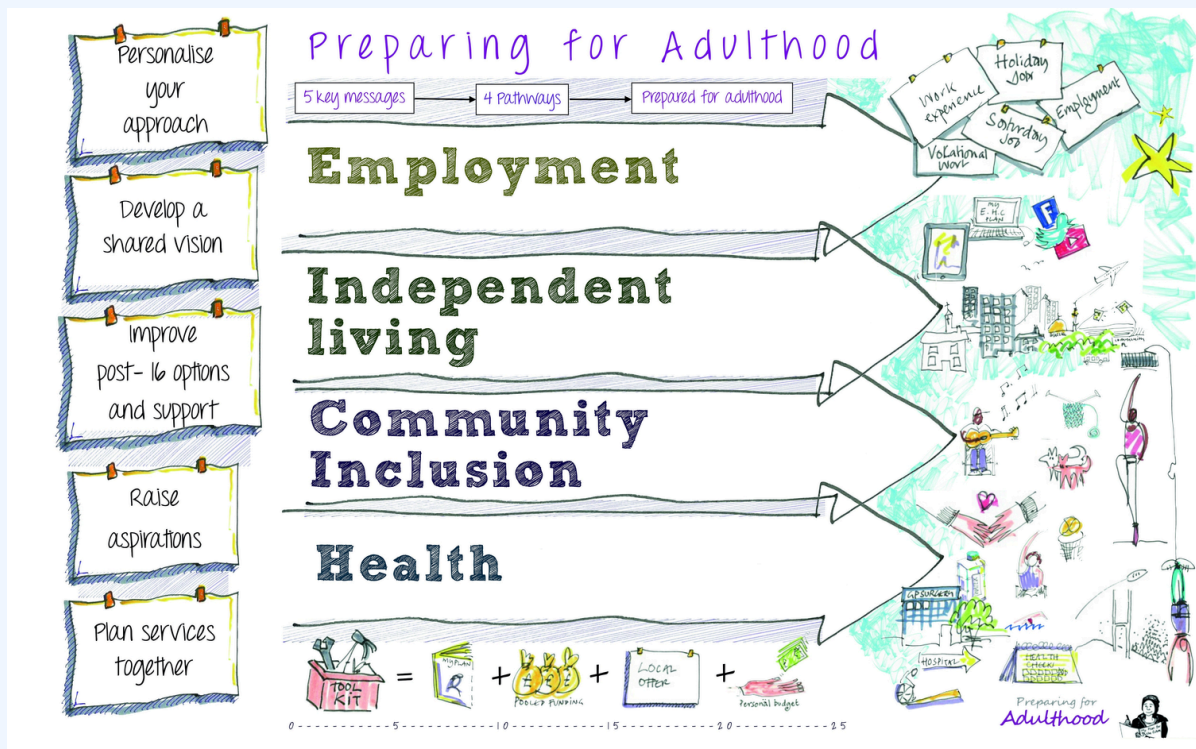 Preparing for Adulthood
5 key messages
4 Pathways
Prepared for adulthood
Personalise
your
approach
Develop a
shared vision
Improve
post-16 options
and support
Raise
aspirations
Plan services
together
Employment
Independent
living
Community
Inclusion
Health
Work
experience
Holiday
Job
Employment
Saturday
Job
Vocational
work
MY
E.H.C
PLAN
GP SURGERY
HOSPITAL
HEALTH
CHECK
TOOL
KIT
=
MY PLAN
+
POOLED FUNDING
+
LOCAL
OFFER
+
Personal budget
0 5 10 15 20 25
Preparing for
Adulthood